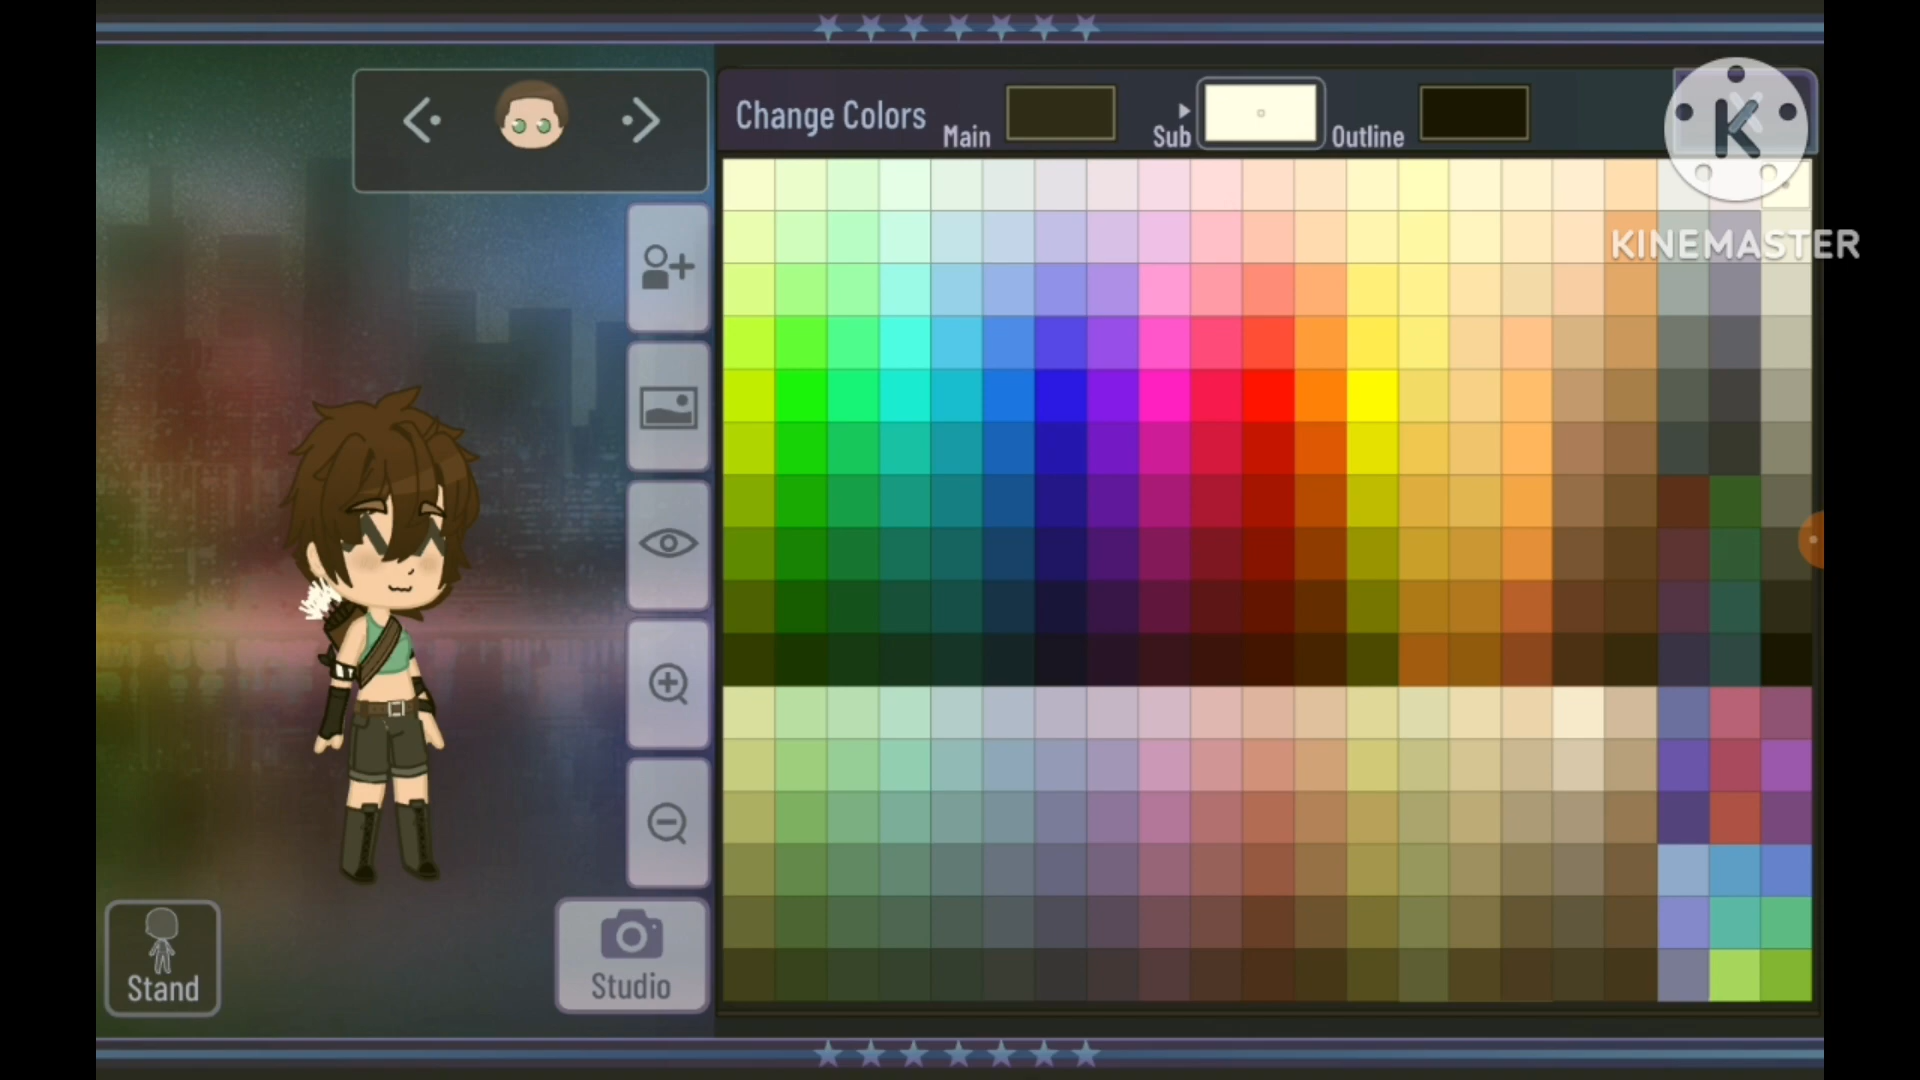 Change Colors
Main
Sub
Outline
K
KINEMASTER
Stand
Studio